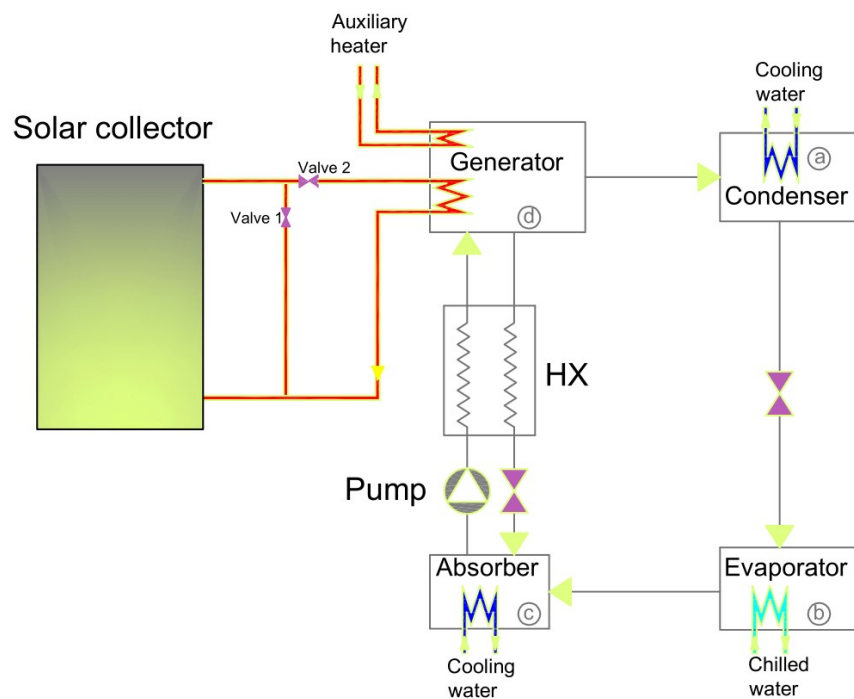 Auxiliary
heater
Cooling
water
Solar collector
Generator
a
Condenser
Valve 2
Valve 1
d
HX
Pump
Absorber
c
Evaporator
b
Cooling
water
Chilled
water